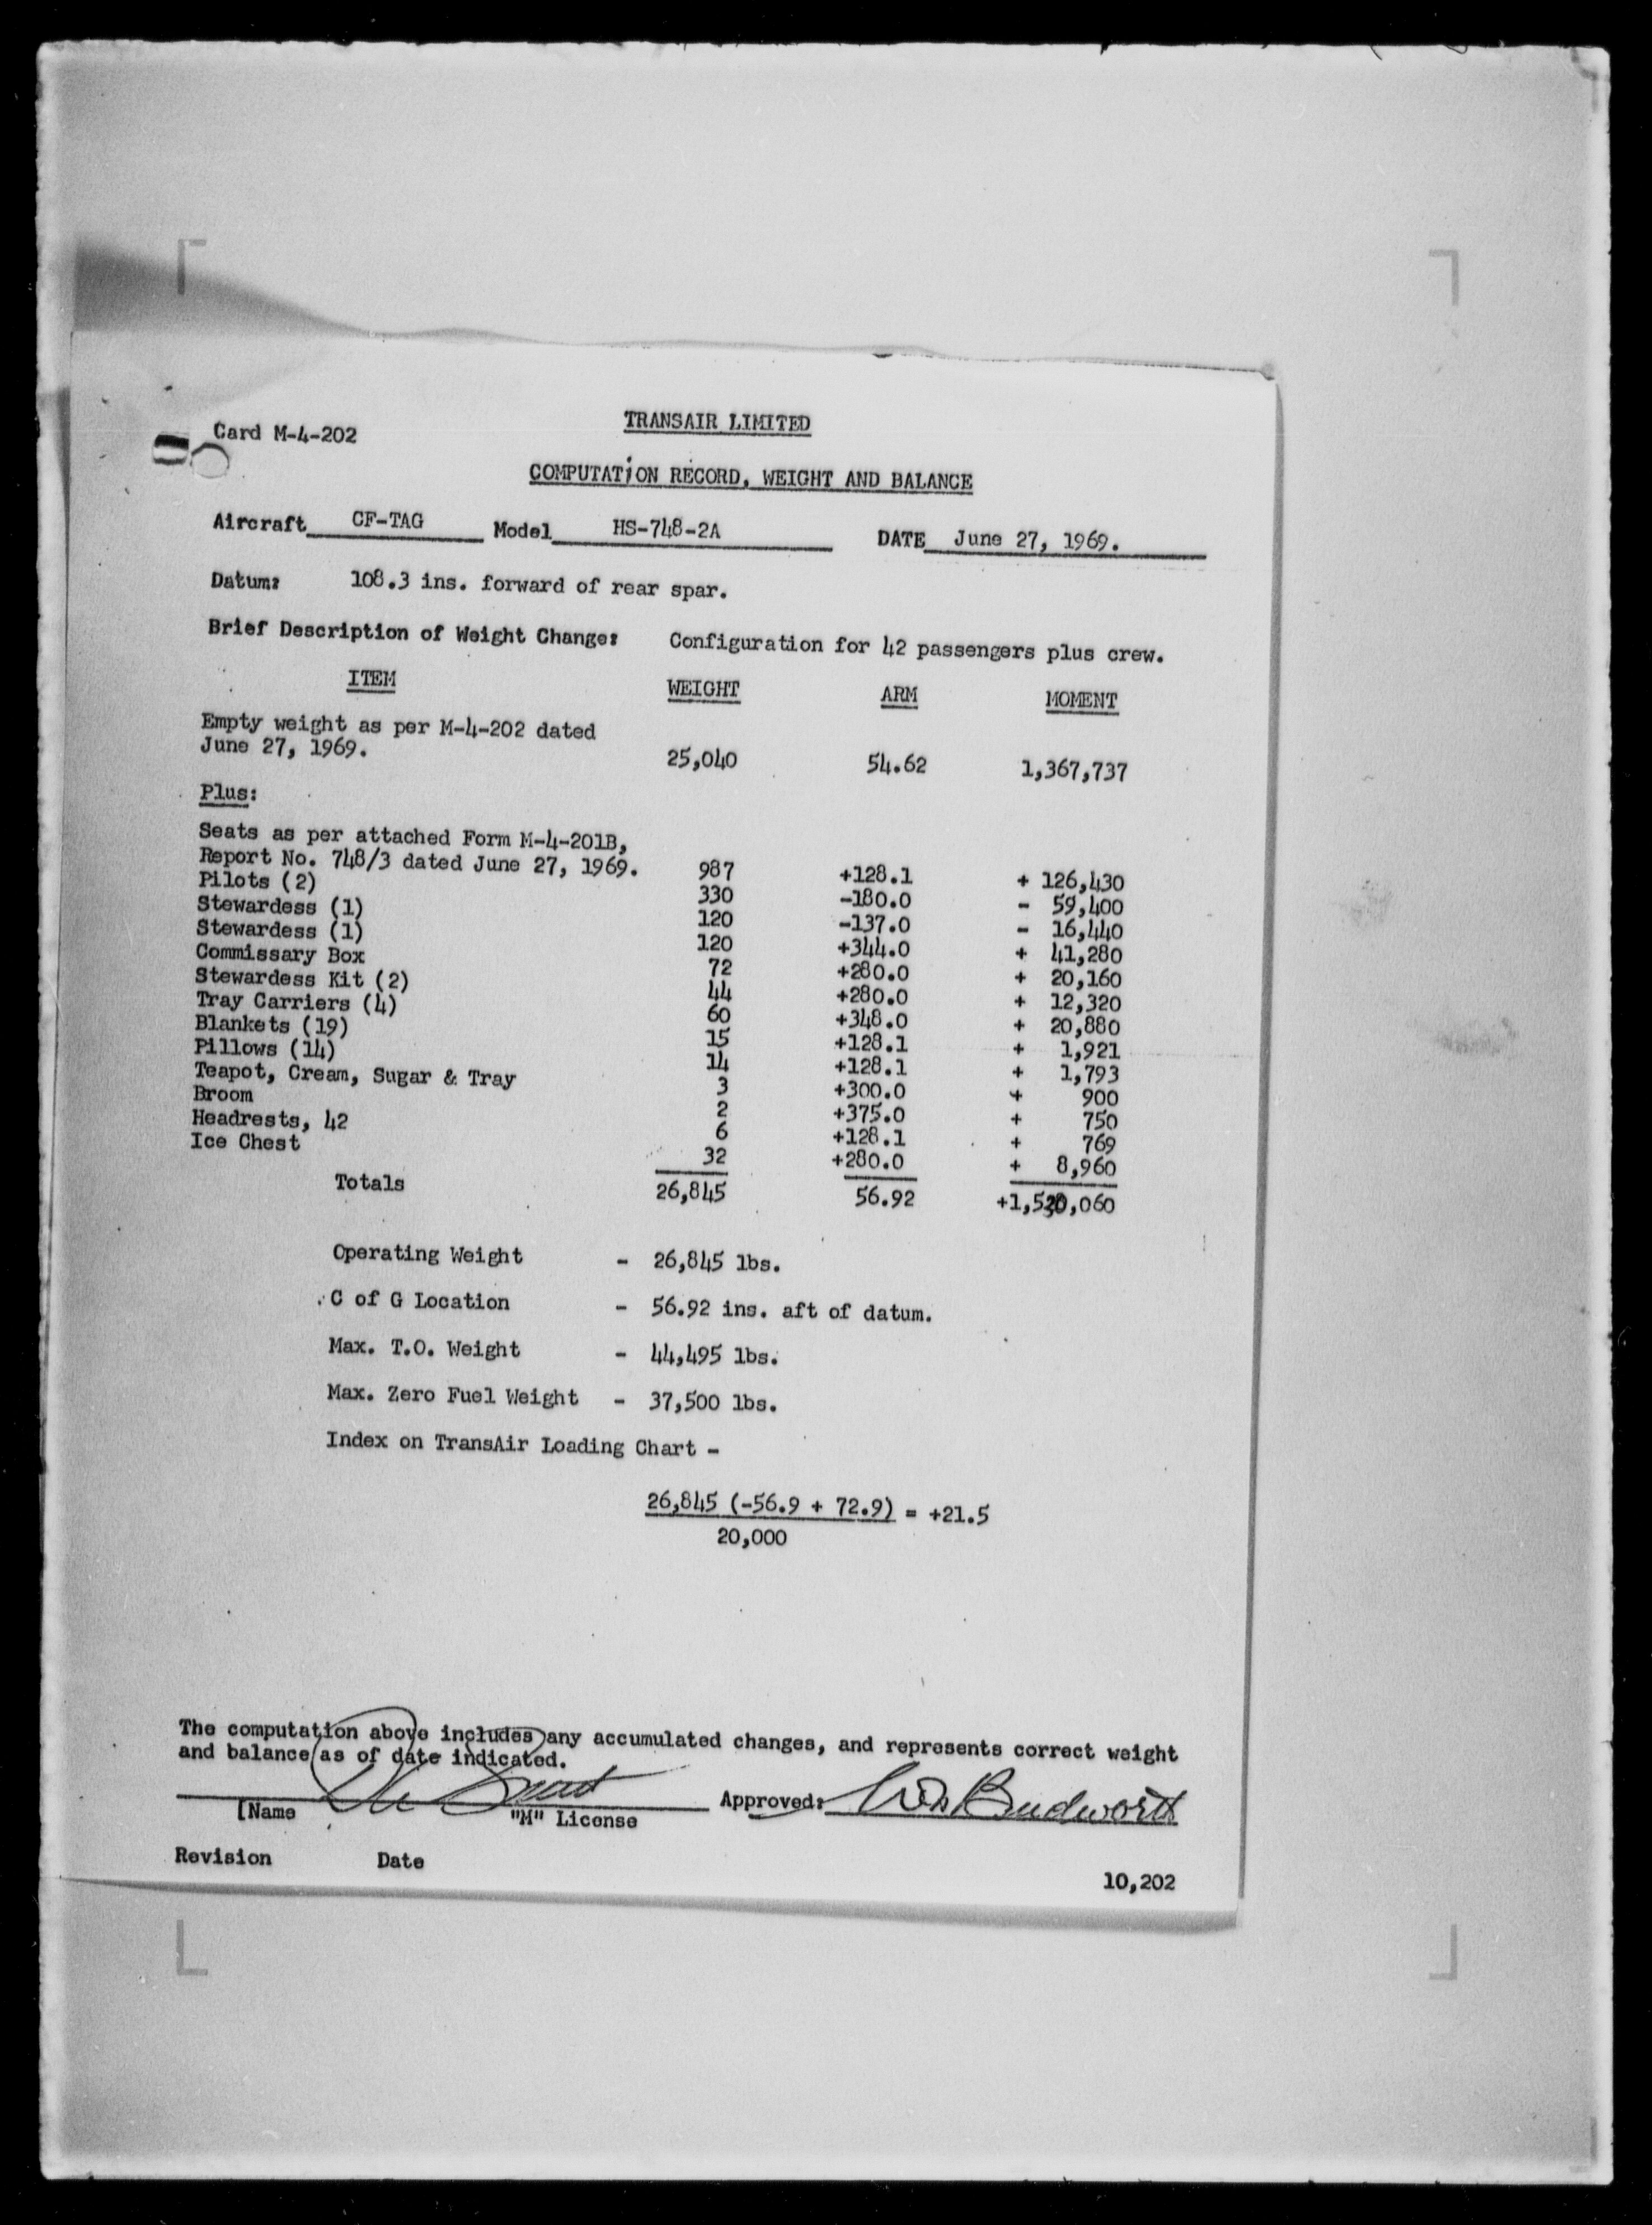 Card M-4-202
TRANSAIR LIMITED
COMPUTATION RECORD, WEIGHT AND BALANCE
Aircraft CF-TAG Model HS-748-2A DATE June 27, 1969.
Datum: 108.3 ins. forward of rear spar.
Brief Description of Weight Change: Configuration for 42 passengers plus crew.
ITEM WEIGHT ARM MOMENT
Empty weight as per M-4-202 dated
June 27, 1969. 25,040 54.62 1,367,737
Plus:
Seats as per attached Form M-4-201B,
Report No. 748/3 dated June 27, 1969. 987 +128.1 + 126,430
Pilots (2) 330 -180.0 - 59,400
Stewardess (1) 120 -137.0 - 16,440
Stewardess (1) 120 +344.0 + 41,280
Commissary Box 72 +280.0 + 20,160
Stewardess Kit (2) 44 +280.0 + 12,320
Tray Carriers (4) 60 +348.0 + 20,880
Blankets (19) 15 +128.1 + 1,921
Pillows (14) 14 +128.1 + 1,793
Teapot, Cream, Sugar & Tray 3 +300.0 + 900
Broom 2 +375.0 + 750
Headrests, 42 6 +128.1 + 769
Ice Chest 32 +280.0 + 8,960
Totals 26,845 56.92
Operating Weight - 26,845 lbs.
C of G Location - 56.92 ins. aft of datum.
Max. T.O. Weight - 44,495 lbs.
Max. Zero Fuel Weight - 37,500 lbs.
Index on TransAir Loading Chart -
26,845 (-56.9 + 72.9) = +21.5
20,000
The computation above includes any accumulated changes, and represents correct weight
and balance as of date indicated.
Name "M" License Approved: Budworth
Revision Date
10,202